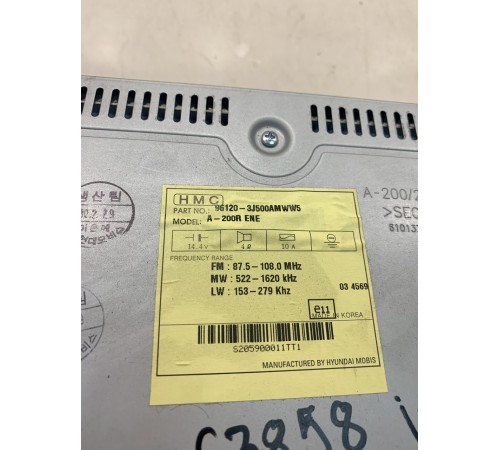 생산팀
HMC
PART NO.: 96120-3J500AMWW5
MODEL: A-200R ENE
14.4V 4Ω 10A
FREQUENCY RANGE
FM : 87.5-108.0 MHz
MW : 522-1620 kHz
LW : 153-279 Khz
03 4569
e11
MADE IN KOREA
S205900011TT1
MANUFACTURED BY HYUNDAI MOBIS
A-200/2
>SEC